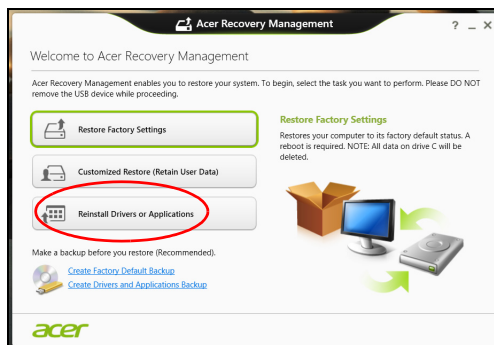 Acer Recovery Management
? _ X
Welcome to Acer Recovery Management
Acer Recovery Management enables you to restore your system. To begin, select the task you want to perform. Please DO NOT
remove the USB device while proceeding.
Restore Factory Settings
Customized Restore (Retain User Data)
Reinstall Drivers or Applications
Restore Factory Settings
Restores your computer to its factory default status. A
reboot is required. NOTE: All data on drive C will be
deleted.
Make a backup before you restore (Recommended).
Create Factory Default Backup
Create Drivers and Applications Backup
acer